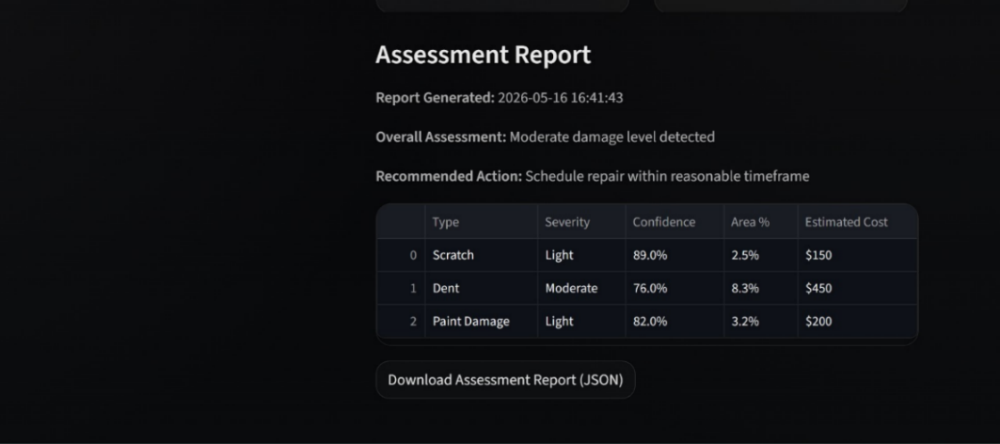 Assessment Report
Report Generated: 2026-05-16 16:41:43
Overall Assessment: Moderate damage level detected
Recommended Action: Schedule repair within reasonable timeframe
Type Severity Confidence Area % Estimated Cost
0 Scratch Light 89.0% 2.5% $150
1 Dent Moderate 76.0% 8.3% $450
2 Paint Damage Light 82.0% 3.2% $200
Download Assessment Report (JSON)